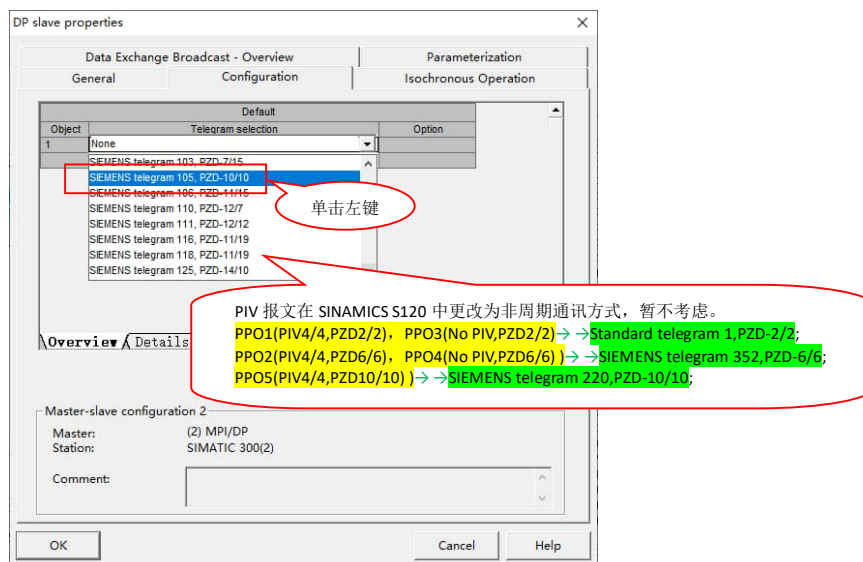 DP slave properties
Data Exchange Broadcast - Overview
Parameterization
General
Configuration
Isochronous Operation
Default
Object
Telegram selection
Option
1
None
SIEMENS telegram 103, PZD-7/15
SIEMENS telegram 105, PZD-10/10
SIEMENS telegram 106, PZD-11/15
SIEMENS telegram 110, PZD-12/7
SIEMENS telegram 111, PZD-12/12
SIEMENS telegram 116, PZD-11/19
SIEMENS telegram 118, PZD-11/19
SIEMENS telegram 125, PZD-14/10
单击左键
PIV 报文在 SINAMICS S120 中更改为非周期通讯方式，暂不考虑。
PPO1(PIV4/4,PZD2/2)，PPO3(No PIV,PZD2/2)→ →Standard telegram 1,PZD-2/2;
PPO2(PIV4/4,PZD6/6)，PPO4(No PIV,PZD6/6) )→ →SIEMENS telegram 352,PZD-6/6;
PPO5(PIV4/4,PZD10/10) )→ →SIEMENS telegram 220,PZD-10/10;
Overview
Details
Master-slave configuration 2
Master:
(2) MPI/DP
Station:
SIMATIC 300(2)
Comment:
OK
Cancel
Help